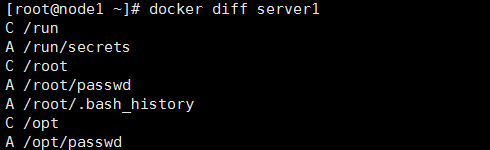 [root@node1 ~]# docker diff server1
C /run
A /run/secrets
C /root
A /root/passwd
A /root/.bash_history
C /opt
A /opt/passwd